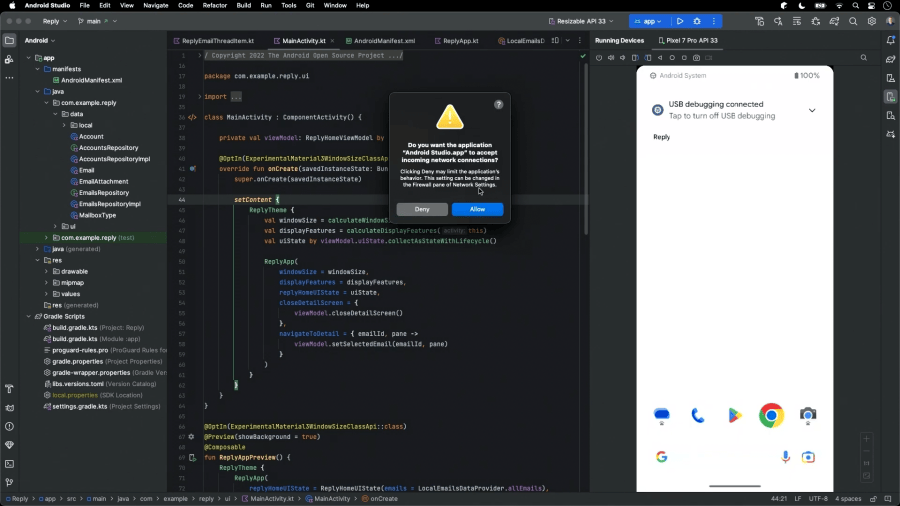 Android Studio File Edit View Navigate Code Refactor Build Run Tools Git Window Help
Reply main Resizable API 33 app
Android
app
manifests
AndroidManifest.xml
java
com.example.reply
data
local
Account
AccountsRepository
AccountsRepositoryImpl
Email
EmailAttachment
EmailsRepository
EmailsRepositoryImpl
MailboxType
ui
com.example.reply (test)
java (generated)
res
drawable
mipmap
values
res (generated)
Gradle Scripts
build.gradle.kts (Project: Reply)
build.gradle.kts (Module :app)
proguard-rules.pro (ProGuard Rules for
gradle.properties (Project Properties)
gradle-wrapper.properties (Gradle Ver
libs.versions.toml (Version Catalog)
local.properties (SDK Location)
settings.gradle.kts (Project Settings)
ReplyEmailThreadItem.kt MainActivity.kt AndroidManifest.xml ReplyApp.kt LocalEmailsD
1 / Copyright 2022 The Android Open Source Project .../
16
17 package com.example.reply.ui
18
19 import ...
class MainActivity : ComponentActivity() {
private val viewModel: ReplyHomeViewModel by
@OptIn(ExperimentalMaterial3WindowSizeClassApi
override fun onCreate(savedInstanceState: Bun
super.onCreate(savedInstanceState)
44 setContent {
45 ReplyTheme {
46 val windowSize = calculateWindowS
47 val displayFeatures = calculateDisplayFeatures( activity: this)
48 val uiState by viewModel.uiState.collectAsStateWithLifecycle()
49
50 ReplyApp(
51 windowSize = windowSize,
52 displayFeatures = displayFeatures,
53 replyHomeUIState = uiState,
54 closeDetailScreen = {
55 viewModel.closeDetailScreen()
56 },
57 navigateToDetail = { emailId, pane ->
58 viewModel.setSelectedEmail(emailId, pane)
59 }
60 )
61 }
62 }
63 }
64 }
65
66 @OptIn(ExperimentalMaterial3WindowSizeClassApi::class)
67 @Preview(showBackground = true)
68 @Composable
69 fun ReplyAppPreview() {
70 ReplyTheme {
71 ReplyApp(
72 replyHomeUIState = ReplyHomeUIState(emails = LocalEmailsDataProvider.allEmails),
?
Do you want the application
"Android Studio.app" to accept
incoming network connections?
Clicking Deny may limit the application's
behavior. This setting can be changed in
the Firewall pane of Network Settings.
Deny Allow
Running Devices Pixel 7 Pro API 33
Android System 100%
USB debugging connected
Tap to turn off USB debugging
Reply
Reply app src main java com example reply ui MainActivity.kt MainActivity onCreate 44:21 LF UTF-8 4 spaces